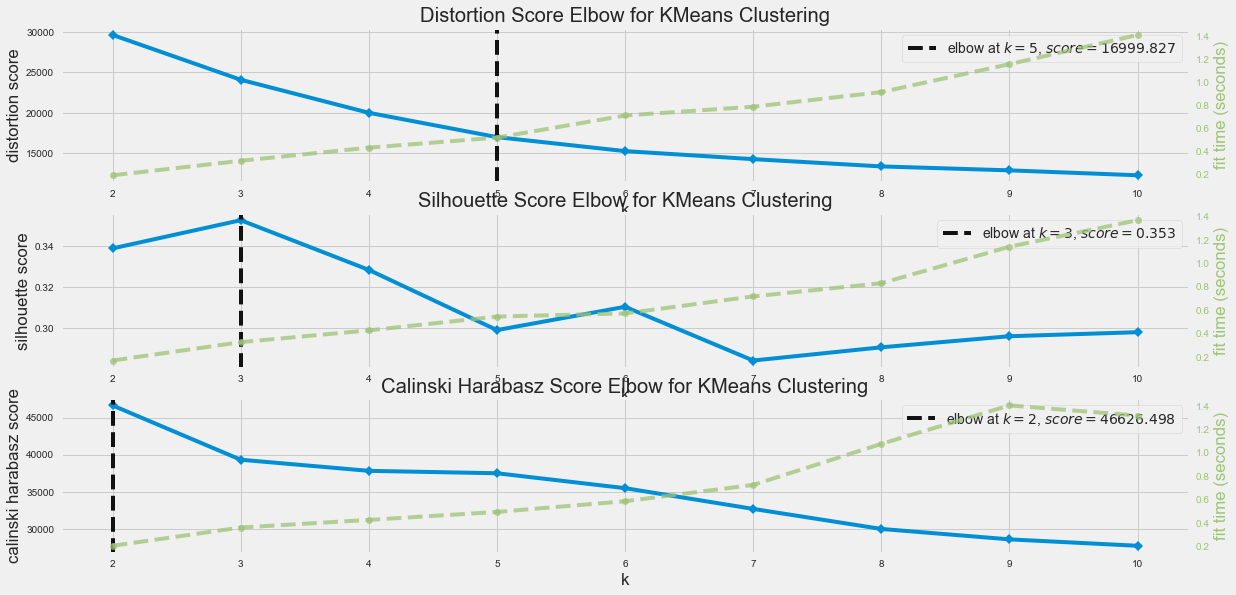 Distortion Score Elbow for KMeans Clustering
distortion score
30000
25000
20000
15000
elbow at k = 5, score = 16999.827
1.4
1.2
1.0
0.8
0.6
0.4
0.2
fit time (seconds)
2 3 4 5 6 7 8 9 10
k
Silhouette Score Elbow for KMeans Clustering
silhouette score
0.34
0.32
0.30
elbow at k = 3, score = 0.353
1.4
1.2
1.0
0.8
0.6
0.4
0.2
fit time (seconds)
2 3 4 5 6 7 8 9 10
k
Calinski Harabasz Score Elbow for KMeans Clustering
calinski harabasz score
45000
40000
35000
30000
elbow at k = 2, score = 46626.498
1.4
1.2
1.0
0.8
0.6
0.4
0.2
fit time (seconds)
2 3 4 5 6 7 8 9 10
k